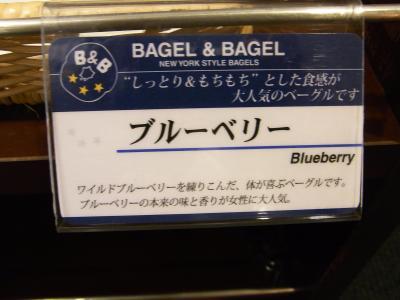 B&B
BAGEL & BAGEL
NEW YORK STYLE BAGELS
“しっとり&もちもち”とした食感が
大人気のベーグルです
ブルーベリー
Blueberry
ワイルドブルーベリーを練りこんだ、体が喜ぶベーグルです。
ブルーベリーの本来の味と香りが女性に大人気。